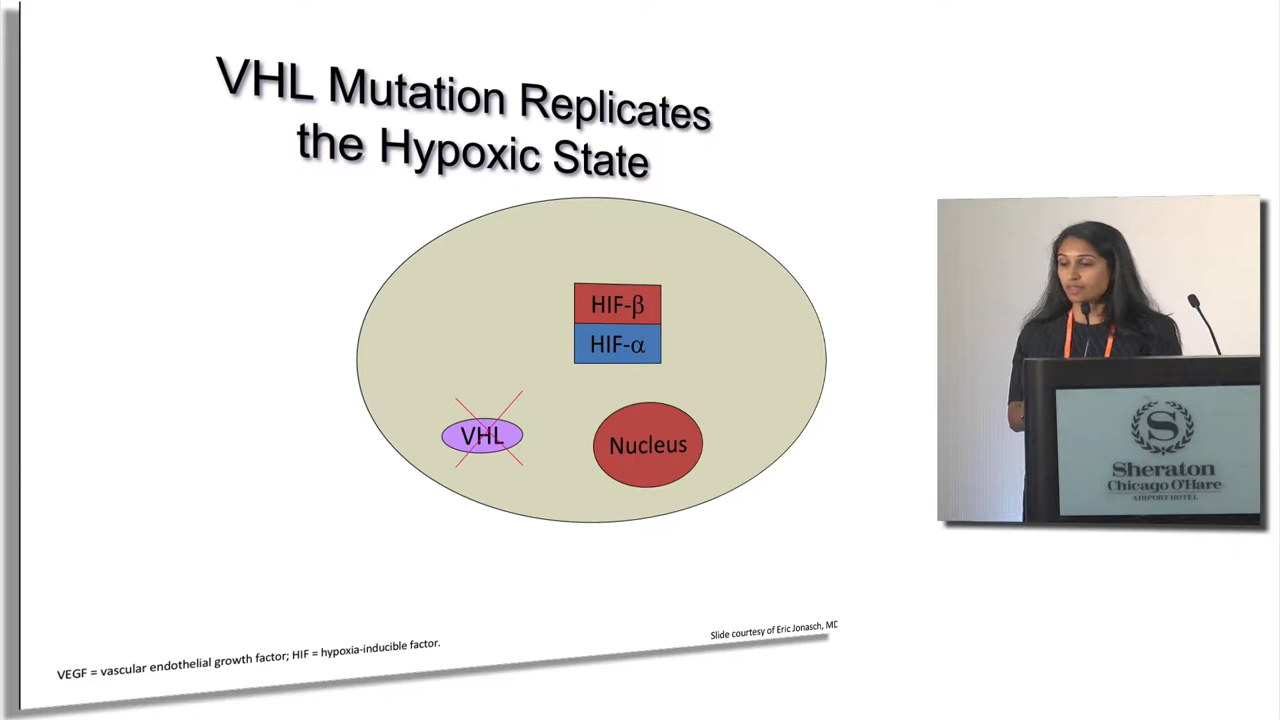 VHL Mutation Replicates
the Hypoxic State
HIF-β
HIF-α
VHL
Nucleus
VEGF = vascular endothelial growth factor; HIF = hypoxia-inducible factor.
Slide courtesy of Eric Jonasch, MD
S
Sheraton
Chicago O'Hare
AIRPORT HOTEL